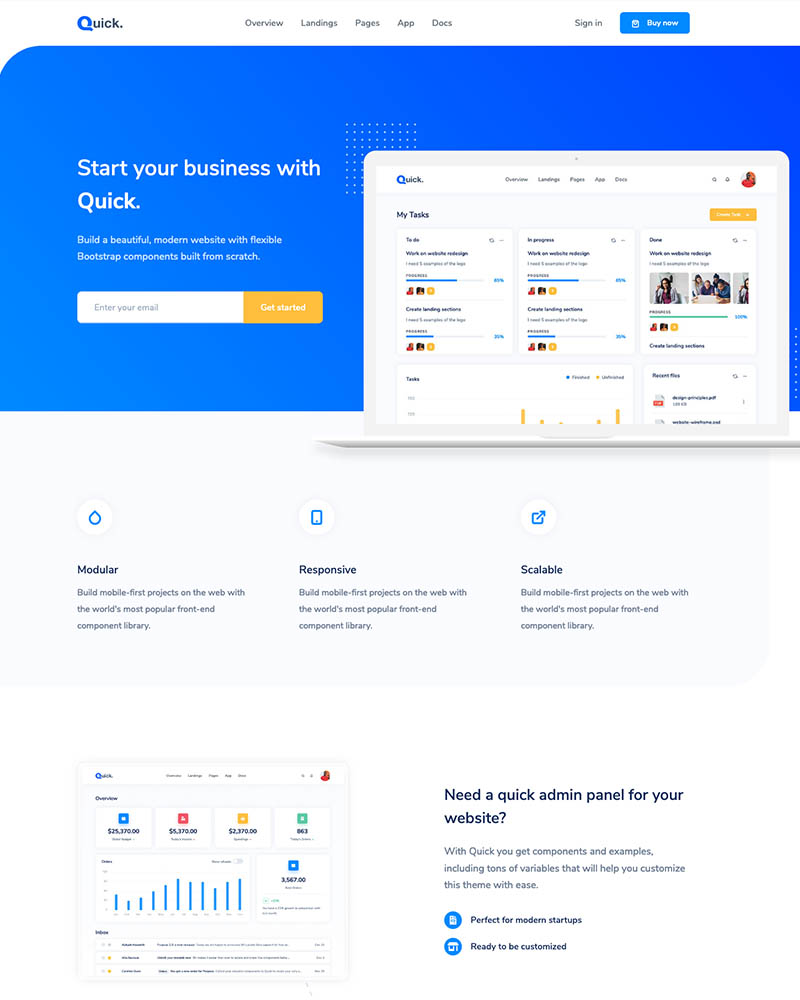 Quick.
Overview Landings Pages App Docs
Sign in
Buy now
Start your business with
Quick.
Build a beautiful, modern website with flexible
Bootstrap components built from scratch.
Enter your email
Get started
Quick.
Overview Landings Pages App Docs
My Tasks
Create Task
To do
Work on website redesign
I need 5 examples of the logo
PROGRESS
85%
Create landing sections
I need 5 examples of the logo
PROGRESS
35%
In progress
Work on website redesign
I need 5 examples of the logo
PROGRESS
85%
Create landing sections
I need 5 examples of the logo
PROGRESS
35%
Done
Work on website redesign
I need 5 examples of the logo
PROGRESS
100%
Create landing sections
Tasks
Finished Unfinished
Recent files
design-principles.pdf
website-wireframe.psd
Modular
Build mobile-first projects on the web with
the world's most popular front-end
component library.
Responsive
Build mobile-first projects on the web with
the world's most popular front-end
component library.
Scalable
Build mobile-first projects on the web with
the world's most popular front-end
component library.
Quick.
Overview Landings Pages App Docs
Overview
$25,370.00
$5,370.00
$2,370.00
863
Orders
3,567.00
Inbox
Need a quick admin panel for your
website?
With Quick you get components and examples,
including tons of variables that will help you customize
this theme with ease.
Perfect for modern startups
Ready to be customized